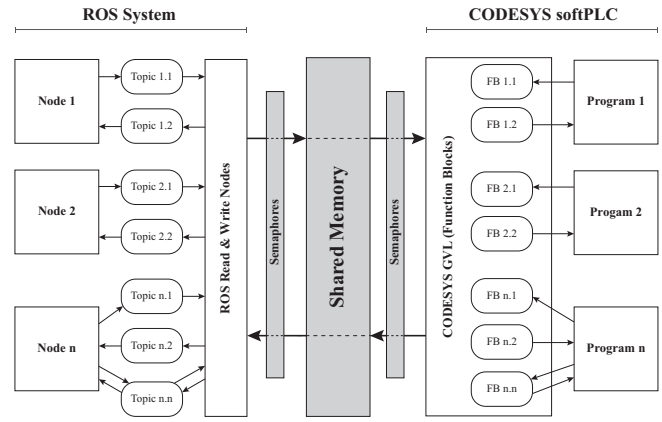 ROS System
CODESYS softPLC
Node 1
Topic 1.1
Topic 1.2
Node 2
Topic 2.1
Topic 2.2
Node n
Topic n.1
Topic n.2
Topic n.n
ROS Read & Write Nodes
Semaphores
Shared Memory
Semaphores
CODESYS GVL (Function Blocks)
FB 1.1
FB 1.2
Program 1
FB 2.1
FB 2.2
Progam 2
FB n.1
FB n.2
FB n.n
Program n